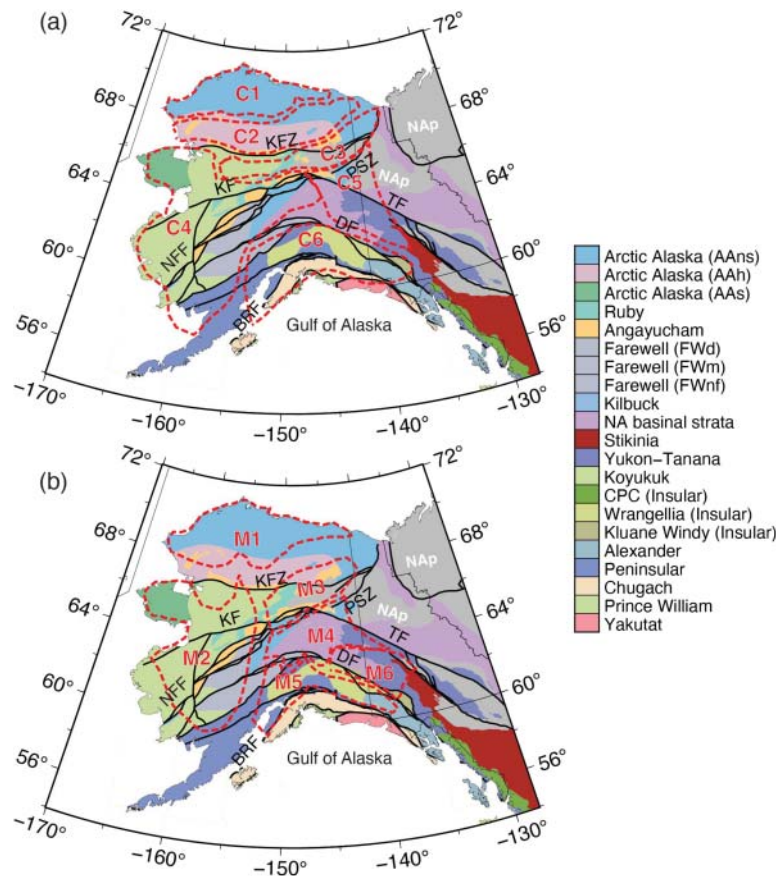 (a)
72°
72°
68°
68°
64°
64°
60°
60°
56°
56°
−170°
−160°
−150°
−140°
−130°
C1
C2
C3
C4
C5
C6
KFZ
PSZ
KF
TF
DF
NFF
BRF
NAp
NAp
Gulf of Alaska
Arctic Alaska (AAns)
Arctic Alaska (AAh)
Arctic Alaska (AAs)
Ruby
Angayucham
Farewell (FWd)
Farewell (FWm)
Farewell (FWnf)
Kilbuck
NA basinal strata
Stikinia
Yukon−Tanana
Koyukuk
CPC (Insular)
Wrangellia (Insular)
Kluane Windy (Insular)
Alexander
Peninsular
Chugach
Prince William
Yakutat
(b)
72°
72°
68°
68°
64°
64°
60°
60°
56°
56°
−170°
−160°
−150°
−140°
−130°
M1
M2
M3
M4
M5
M6
KFZ
PSZ
KF
TF
DF
NFF
BRF
NAp
NAp
Gulf of Alaska